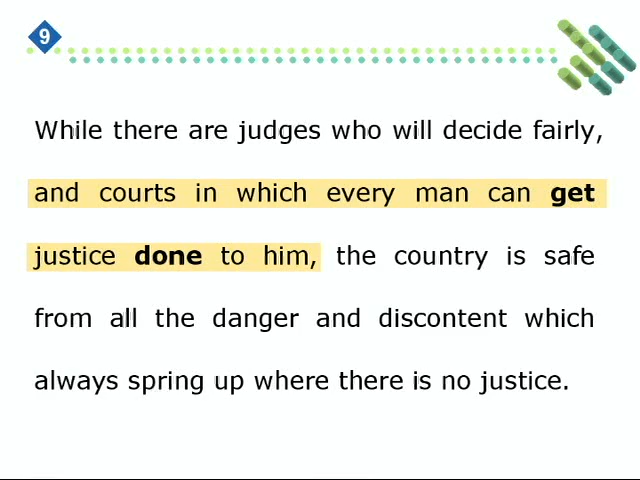 9
While there are judges who will decide fairly,
and courts in which every man can get
justice done to him, the country is safe
from all the danger and discontent which
always spring up where there is no justice.